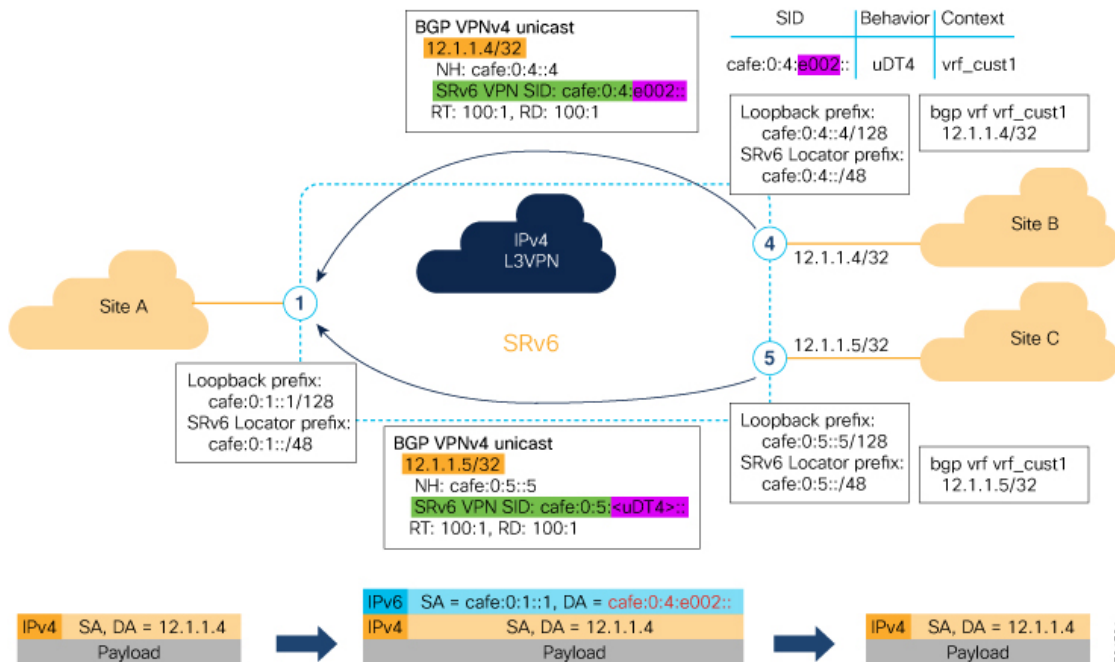 BGP VPNv4 unicast
12.1.1.4/32
NH: cafe:0:4::4
SRv6 VPN SID: cafe:0:4:e002::
RT: 100:1, RD: 100:1
SID Behavior Context
cafe:0:4:e002:: uDT4 vrf_cust1
Loopback prefix:
cafe:0:4::4/128
SRv6 Locator prefix:
cafe:0:4::/48
bgp vrf vrf_cust1
12.1.1.4/32
IPv4
L3VPN
4
12.1.1.4/32
Site B
Site A
1
SRv6
5
12.1.1.5/32
Site C
Loopback prefix:
cafe:0:1::1/128
SRv6 Locator prefix:
cafe:0:1::/48
BGP VPNv4 unicast
12.1.1.5/32
NH: cafe:0:5::5
SRv6 VPN SID: cafe:0:5:<uDT4>::
RT: 100:1, RD: 100:1
Loopback prefix:
cafe:0:5::5/128
SRv6 Locator prefix:
cafe:0:5::/48
bgp vrf vrf_cust1
12.1.1.5/32
IPv4 SA, DA = 12.1.1.4
Payload
IPv6 SA = cafe:0:1::1, DA = cafe:0:4:e002::
IPv4 SA, DA = 12.1.1.4
Payload
IPv4 SA, DA = 12.1.1.4
Payload